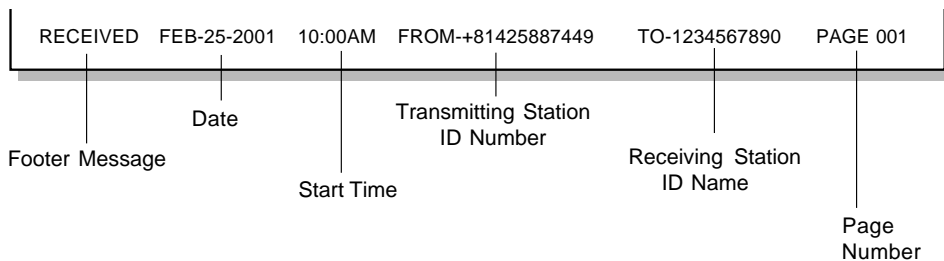 RECEIVED FEB-25-2001 10:00AM FROM-+81425887449 TO-1234567890 PAGE 001
Date
Transmitting Station
ID Number
Footer Message
Receiving Station
ID Name
Start Time
Page
Number